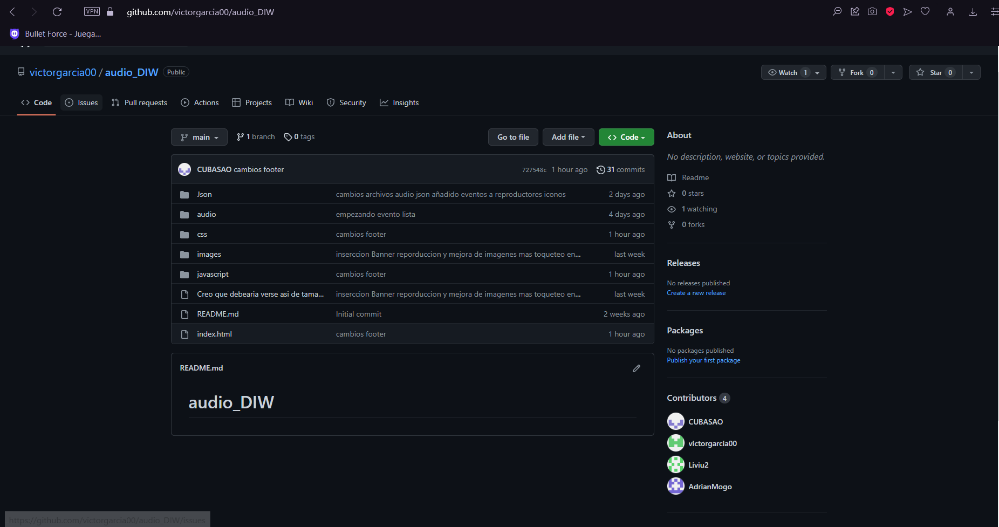 VPN github.com/victorgarcia00/audio_DIW
Bullet Force - Juega...
victorgarcia00 / audio_DIW Public
Watch 1 Fork 0 Star 0
Code Issues Pull requests Actions Projects Wiki Security Insights
main 1 branch 0 tags Go to file Add file Code
CUBASAO cambios footer 727548c 1 hour ago 31 commits
Json cambios archivos audio json añadido eventos a reproductores iconos 2 days ago
audio empezando evento lista 4 days ago
css cambios footer 1 hour ago
images inserccion Banner reporduccion y mejora de imagenes mas toqueteo en... last week
javascript cambios footer 1 hour ago
Creo que debearia verse asi de tama... inserccion Banner reporduccion y mejora de imagenes mas toqueteo en... last week
README.md Initial commit 2 weeks ago
index.html cambios footer 1 hour ago
README.md
audio_DIW
About
No description, website, or topics provided.
Readme
0 stars
1 watching
0 forks
Releases
No releases published
Create a new release
Packages
No packages published
Publish your first package
Contributors 4
CUBASAO
victorgarcia00
Liviu2
AdrianMogo
https://github.com/victorgarcia00/audio_DIW/issues